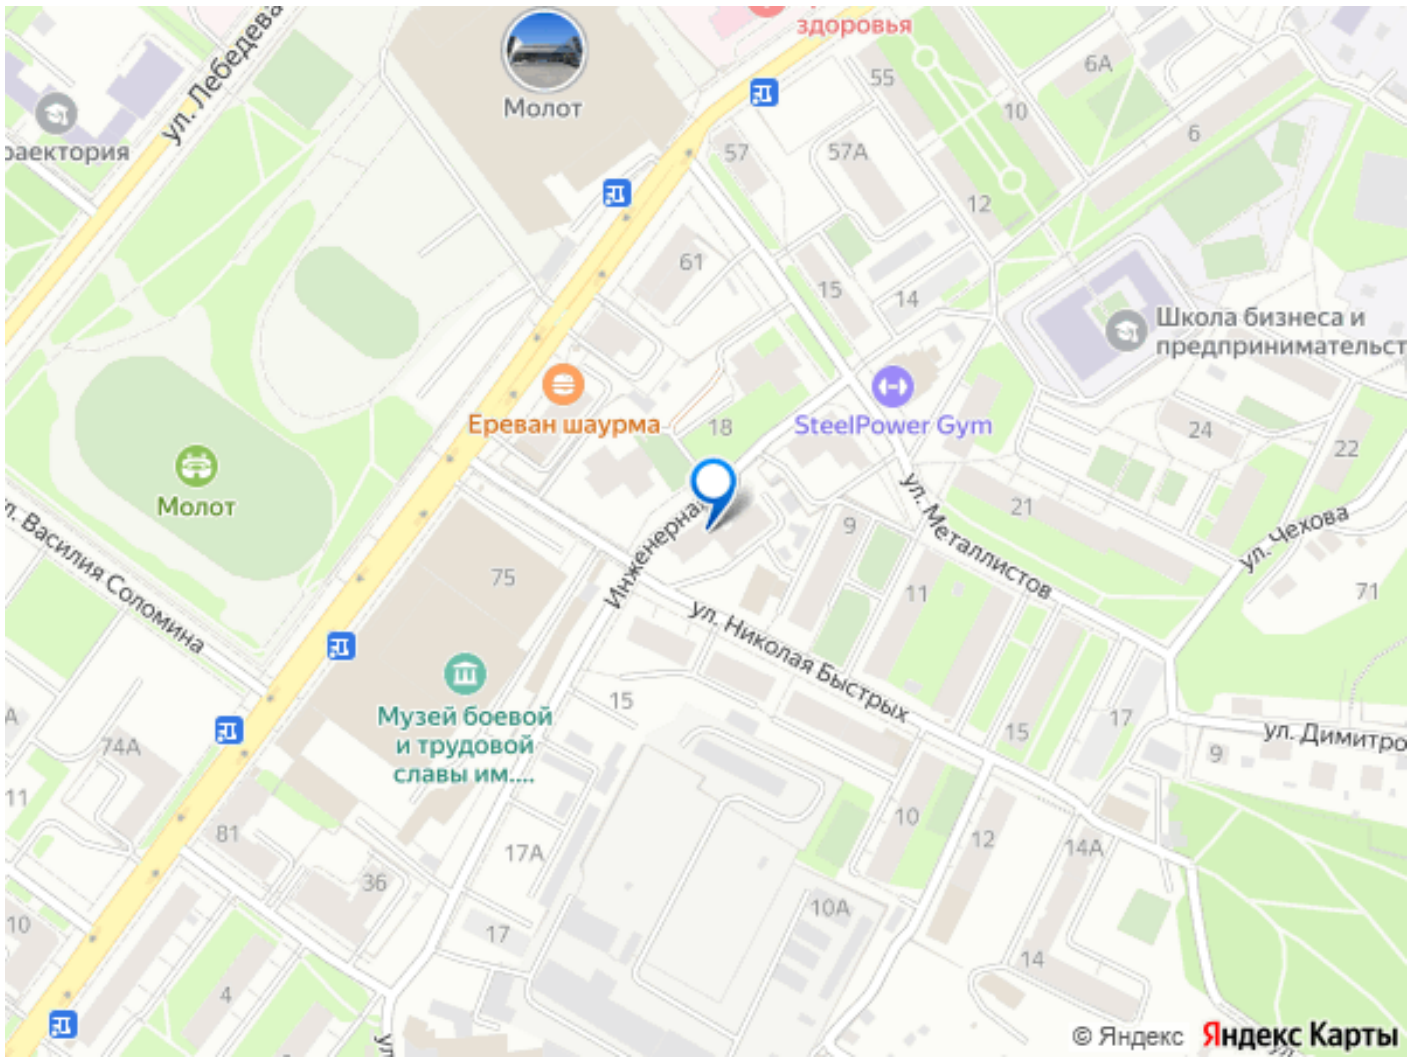 здоровья
ул. Лебедева
Молот
55
6А
10
6
раектория
57
57А
12
61
15
14
Школа бизнеса и
предпринимательст
Ереван шаурма
18
SteelPower Gym
24
22
Молот
Инженерная
9
ул. Металлистов
21
ул. Чехова
л. Василия Соломина
75
11
71
ул. Николая Быстрых
Музей боевой
и трудовой
славы им....
15
15
17
ул. Димитро
9
А
74А
11
81
36
17А
10
12
14А
10А
10
17
4
14
ул
© Яндекс
Яндекс Карты